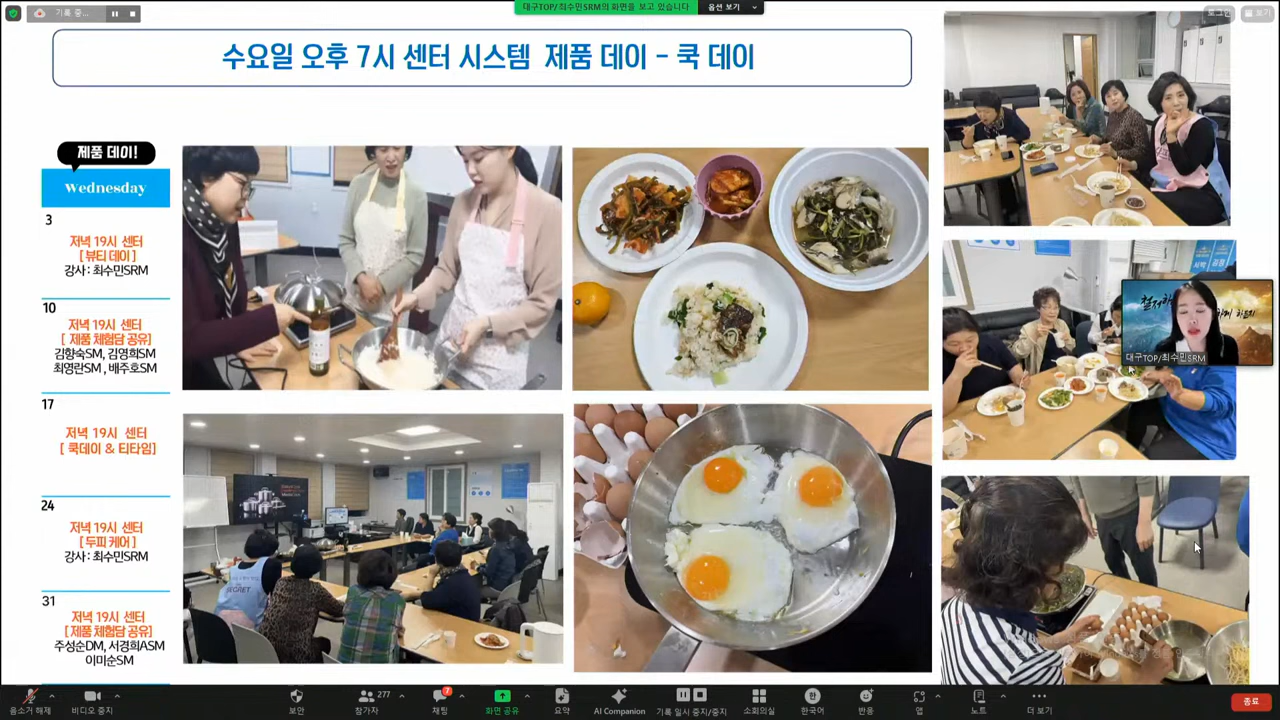 기록 중...
대구TOP/최수민SRM의 화면을 보고 있습니다
옵션 보기
로그인
보기
수요일 오후 7시 센터 시스템 제품 데이 - 쿡 데이
제품 데이!
Wednesday
3
저녁 19시 센터
[ 뷰티 데이 ]
강사 : 최수민SRM
10
저녁 19시 센터
[ 제품 체험담 공유]
김향숙SM, 김영희SM
최영란SM , 배주호SM
17
저녁 19시 센터
[ 쿡데이 & 티타임]
24
저녁 19시 센터
[ 두피 케어 ]
강사 : 최수민SRM
31
저녁 19시 센터
[제품 체험담 공유]
주성순DM, 서경희ASM
이미순SM
SECRET
대구TOP/최수민SRM
음소거 해제
비디오 중지
보안
참가자
277
채팅
7
화면 공유
요약
AI Companion
기록 일시 중지/중지
소회의실
한국어
반응
앱
노트
더 보기
종료